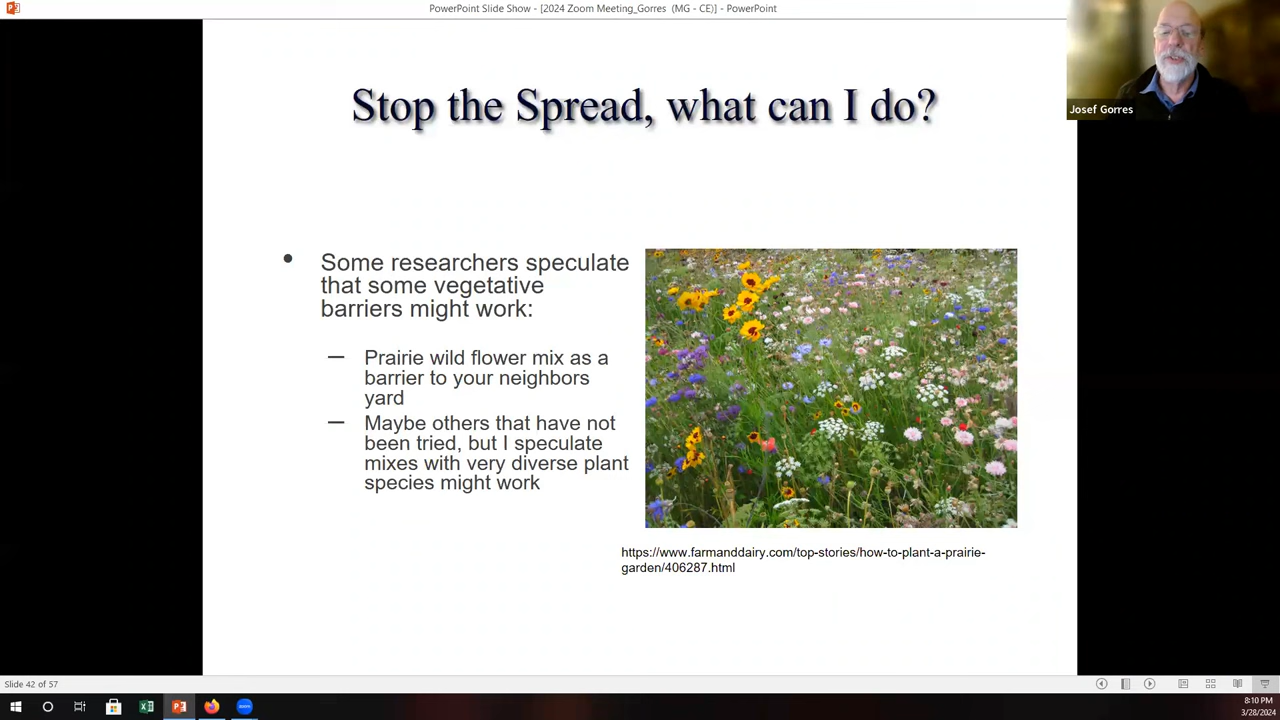 PowerPoint Slide Show - [2024 Zoom Meeting_Gorres (MG - CE)] - PowerPoint
Josef Gorres
Stop the Spread, what can I do?
• Some researchers speculate
that some vegetative
barriers might work:
– Prairie wild flower mix as a
barrier to your neighbors
yard
– Maybe others that have not
been tried, but I speculate
mixes with very diverse plant
species might work
https://www.farmanddairy.com/top-stories/how-to-plant-a-prairie-
garden/406287.html
Slide 42 of 57
8:10 PM
3/28/2024